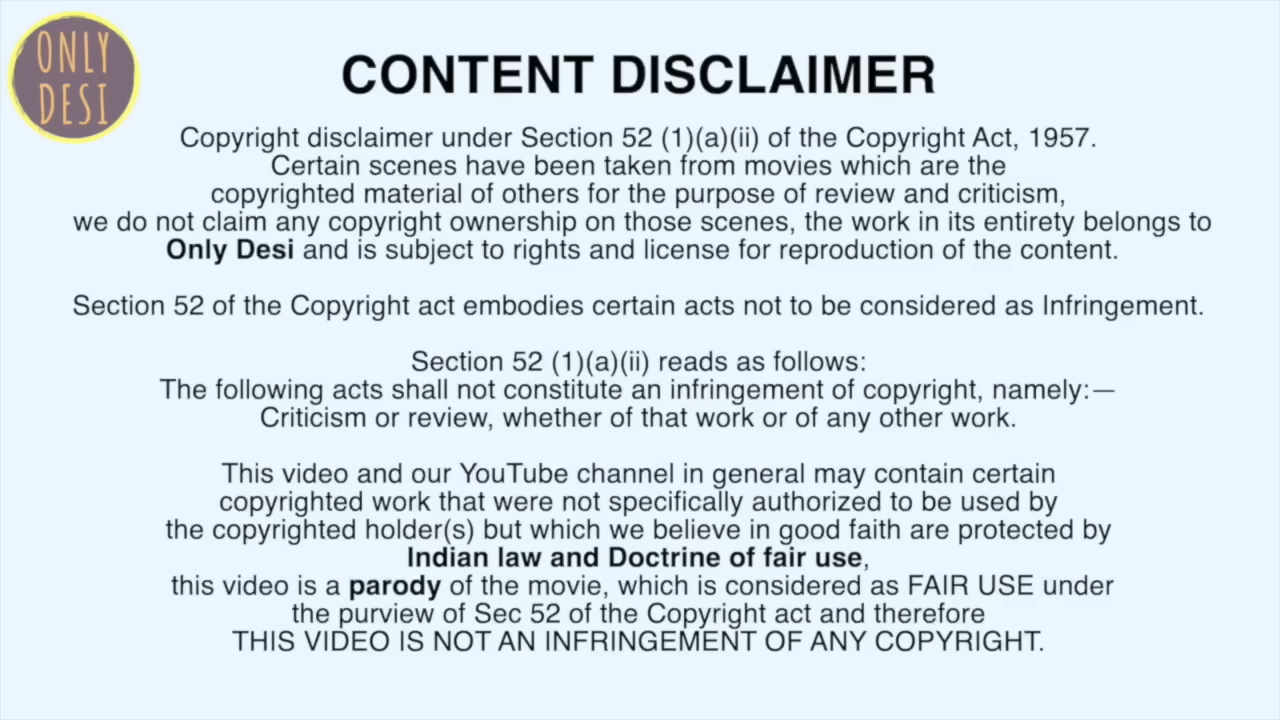 ONLY
DESI
CONTENT DISCLAIMER
Copyright disclaimer under Section 52 (1)(a)(ii) of the Copyright Act, 1957.
Certain scenes have been taken from movies which are the
copyrighted material of others for the purpose of review and criticism,
we do not claim any copyright ownership on those scenes, the work in its entirety belongs to
Only Desi and is subject to rights and license for reproduction of the content.
Section 52 of the Copyright act embodies certain acts not to be considered as Infringement.
Section 52 (1)(a)(ii) reads as follows:
The following acts shall not constitute an infringement of copyright, namely:—
Criticism or review, whether of that work or of any other work.
This video and our YouTube channel in general may contain certain
copyrighted work that were not specifically authorized to be used by
the copyrighted holder(s) but which we believe in good faith are protected by
Indian law and Doctrine of fair use,
this video is a parody of the movie, which is considered as FAIR USE under
the purview of Sec 52 of the Copyright act and therefore
THIS VIDEO IS NOT AN INFRINGEMENT OF ANY COPYRIGHT.